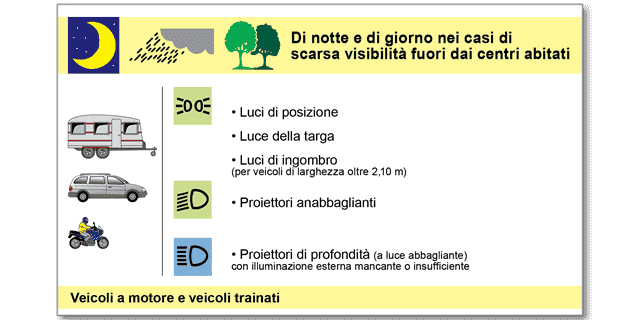 Di notte e di giorno nei casi di
scarsa visibilità fuori dai centri abitati
• Luci di posizione
• Luce della targa
• Luci di ingombro
(per veicoli di larghezza oltre 2,10 m)
• Proiettori anabbaglianti
• Proiettori di profondità (a luce abbagliante)
con illuminazione esterna mancante o insufficiente
Veicoli a motore e veicoli trainati